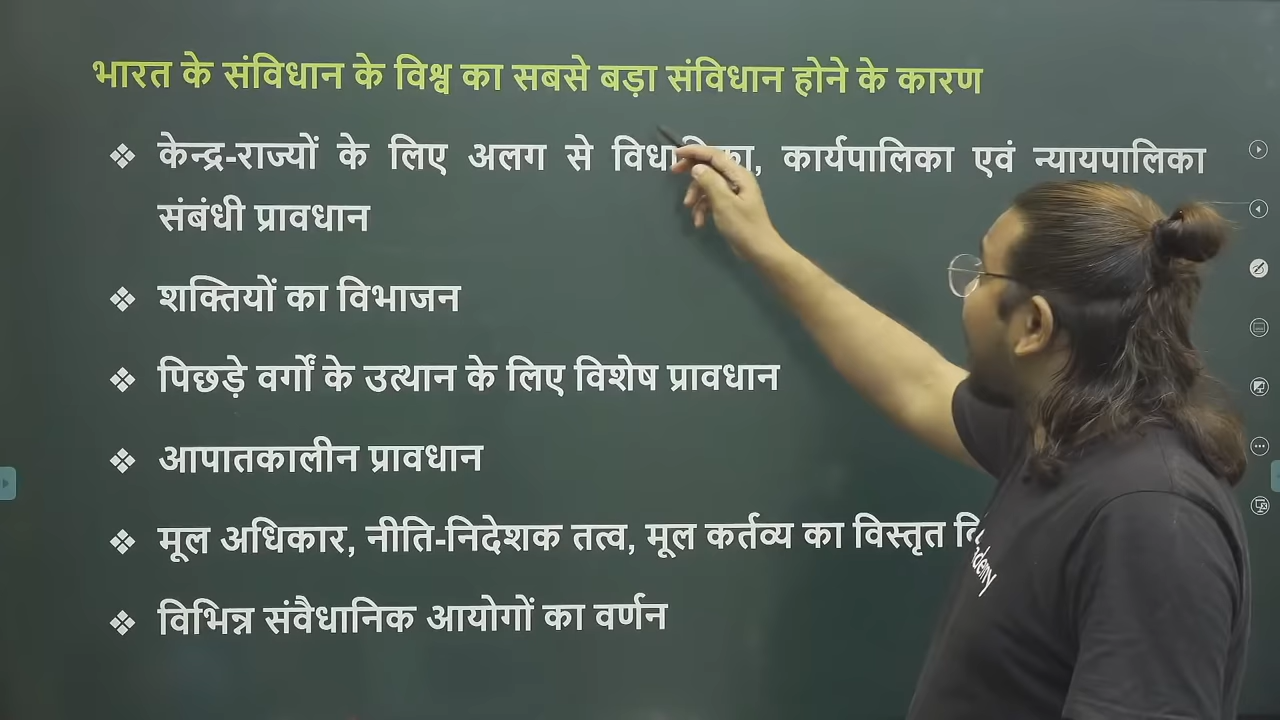 भारत के संविधान के विश्व का सबसे बड़ा संविधान होने के कारण
❖ केन्द्र-राज्यों के लिए अलग से कार्यपालिका एवं न्यायपालिका
संबंधी प्रावधान
❖ शक्तियों का विभाजन
❖ पिछड़े वर्गों के उत्थान के लिए विशेष प्रावधान
❖ आपातकालीन प्रावधान
❖ मूल अधिकार, नीति-निदेशक तत्व, मूल कर्तव्य का विस्तृत
❖ विभिन्न संवैधानिक आयोगों का वर्णन